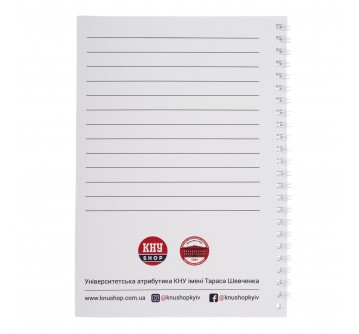 КНУ
SHOP
Університетська атрибутика КНУ імені Тараса Шевченка
www.knushop.com.ua @knushopkyiv @knushopkyiv